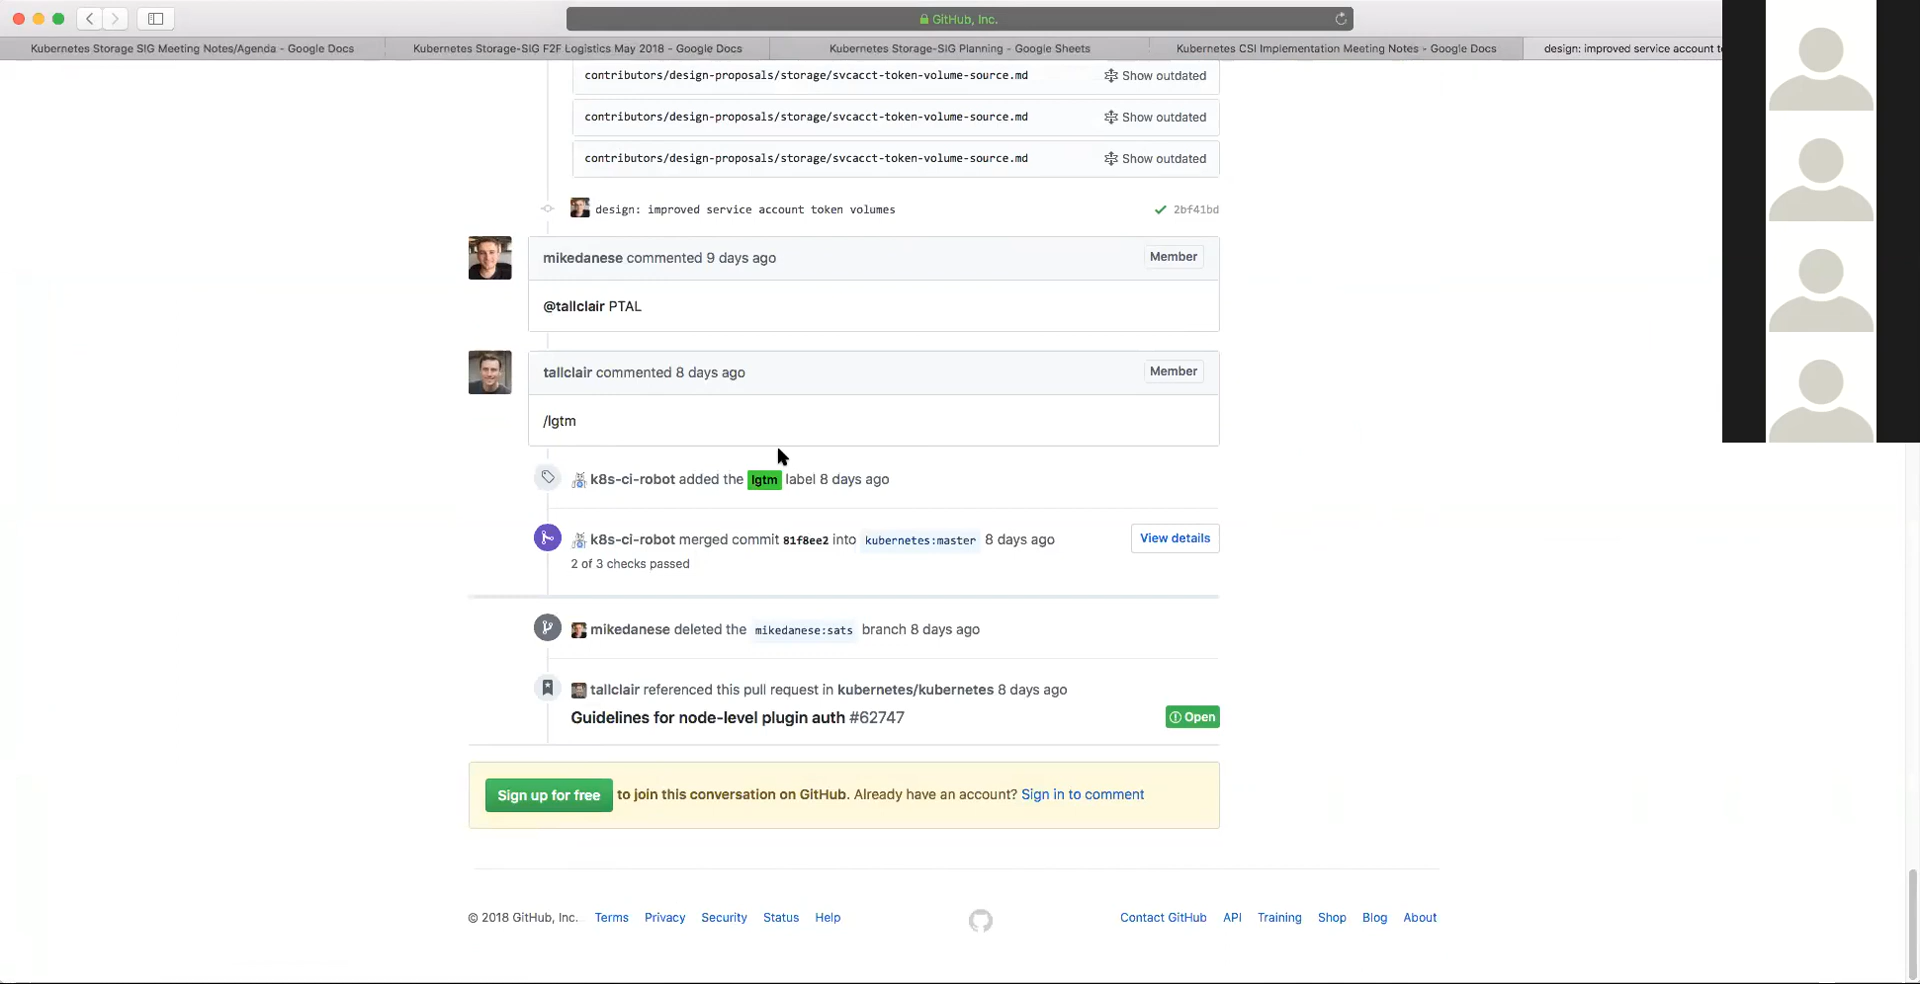 GitHub, Inc.
Kubernetes Storage SIG Meeting Notes/Agenda - Google Docs
Kubernetes Storage-SIG F2F Logistics May 2018 - Google Docs
Kubernetes Storage-SIG Planning - Google Sheets
Kubernetes CSI Implementation Meeting Notes - Google Docs
design: improved service account to
contributors/design-proposals/storage/svcacct-token-volume-source.md Show outdated
contributors/design-proposals/storage/svcacct-token-volume-source.md Show outdated
contributors/design-proposals/storage/svcacct-token-volume-source.md Show outdated
design: improved service account token volumes 2bf41bd
mikedanese commented 9 days ago Member
@tallclair PTAL
tallclair commented 8 days ago Member
/lgtm
k8s-ci-robot added the lgtm label 8 days ago
k8s-ci-robot merged commit 81f8ee2 into kubernetes:master 8 days ago View details
2 of 3 checks passed
mikedanese deleted the mikedanese:sats branch 8 days ago
tallclair referenced this pull request in kubernetes/kubernetes 8 days ago
Guidelines for node-level plugin auth #62747 Open
Sign up for free to join this conversation on GitHub. Already have an account? Sign in to comment
© 2018 GitHub, Inc. Terms Privacy Security Status Help Contact GitHub API Training Shop Blog About